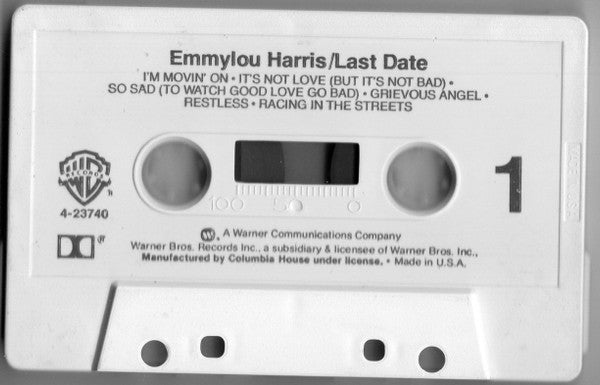 Emmylou Harris/Last Date
I'M MOVIN' ON • IT'S NOT LOVE (BUT IT'S NOT BAD) •
SO SAD (TO WATCH GOOD LOVE GO BAD) • GRIEVOUS ANGEL •
RESTLESS • RACING IN THE STREETS
1
RECORDS
4-23740
100 50 0
A Warner Communications Company
Warner Bros. Records Inc., a subsidiary & licensee of Warner Bros. Inc.,
Manufactured by Columbia House under license. • Made in U.S.A.